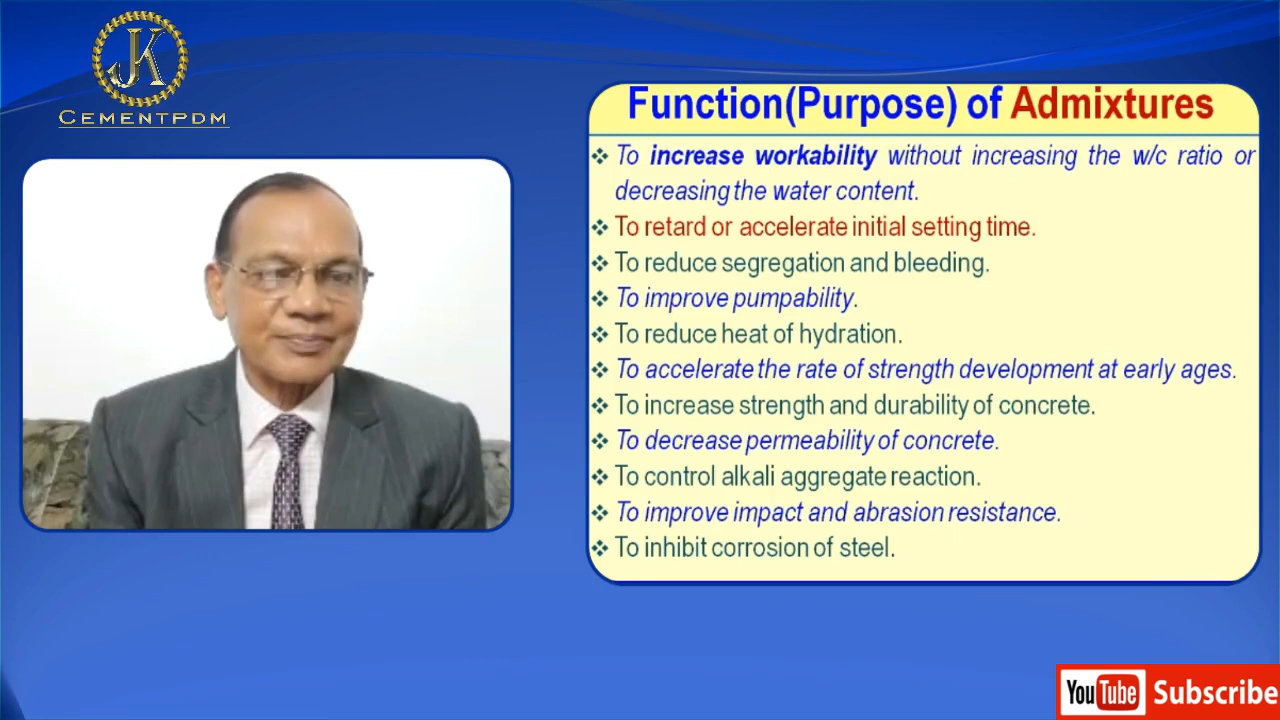 JK
CEMENTPDM
Function(Purpose) of Admixtures
❖ To increase workability without increasing the w/c ratio or
decreasing the water content.
❖ To retard or accelerate initial setting time.
❖ To reduce segregation and bleeding.
❖ To improve pumpability.
❖ To reduce heat of hydration.
❖ To accelerate the rate of strength development at early ages.
❖ To increase strength and durability of concrete.
❖ To decrease permeability of concrete.
❖ To control alkali aggregate reaction.
❖ To improve impact and abrasion resistance.
❖ To inhibit corrosion of steel.
YouTube Subscribe